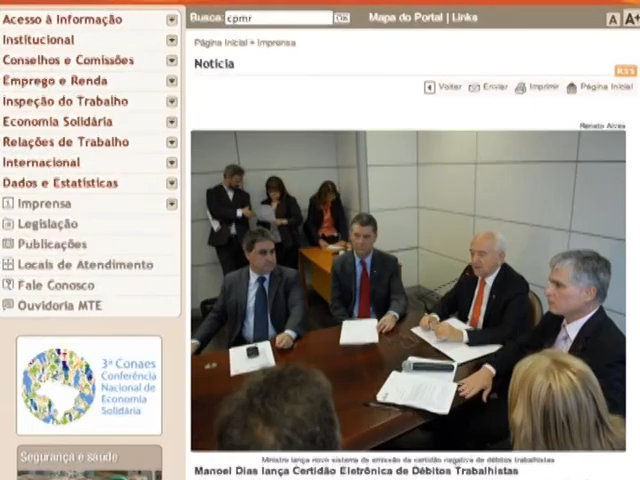 Acesso à Informação
Institucional
Conselhos e Comissões
Emprego e Renda
Inspeção do Trabalho
Economia Solidária
Relações de Trabalho
Internacional
Dados e Estatísticas
Imprensa
Legislação
Publicações
Locais de Atendimento
Fale Conosco
Ouvidoria MTE
3ª Conaes
Conferência
Nacional de
Economia
Solidária
Segurança e saúde
Busca: cpmr OK Mapa do Portal | Links A A+
Página Inicial + Imprensa
Notícia
RSS
Voltar Enviar Imprimir Página Inicial
Renato Alves
Ministro lança novo sistema de emissão da certidão negativa de débitos trabalhistas
Manoel Dias lança Certidão Eletrônica de Débitos Trabalhistas